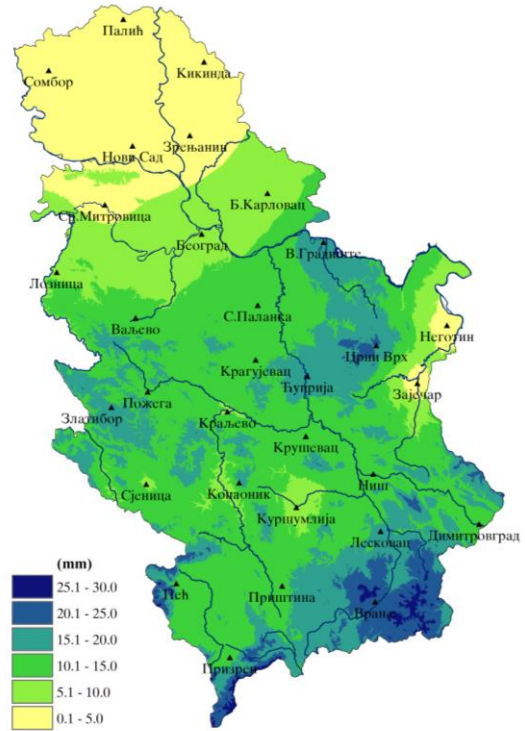 Палић
Сомбор
Кикинда
Зрењанин
Нови Сад
Ср.Митровица
Б.Карловац
Београд
В.Градиште
Лозница
С.Паланка
Ваљево
Неготин
Црни Врх
Крагујевац
Ћуприја
Зајечар
Пожега
Златибор
Краљево
Крушевац
Ниш
Сјеница
Копаоник
Куршумлија
Димитровград
Лесковац
(mm)
25.1 - 30.0
20.1 - 25.0
15.1 - 20.0
10.1 - 15.0
5.1 - 10.0
0.1 - 5.0
Пећ
Приштина
Врање
Призрен